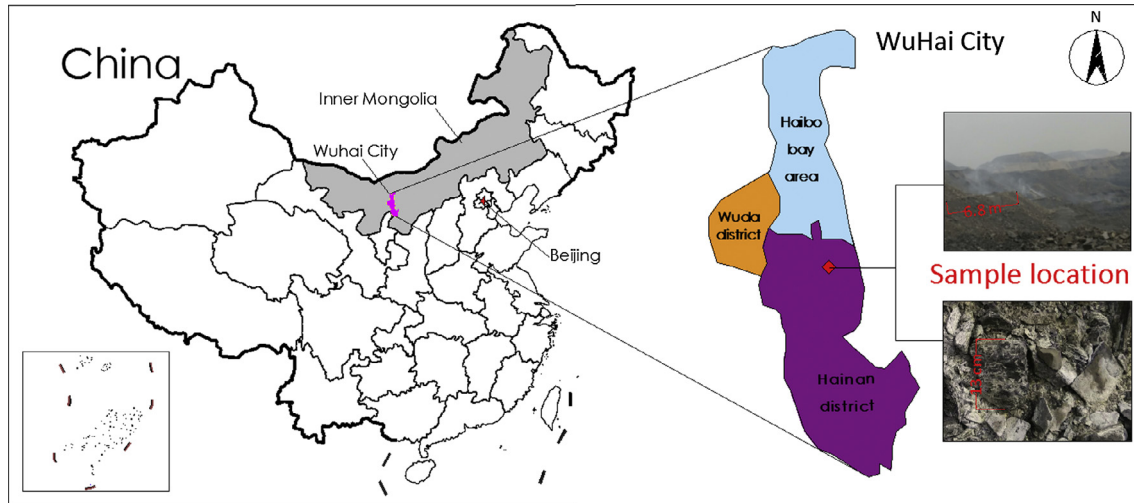 China
Inner Mongolia
Wuhai City
Beijing
WuHai City
N
Haibo
bay
area
Wuda
district
Hainan
district
6.8 m
Sample location